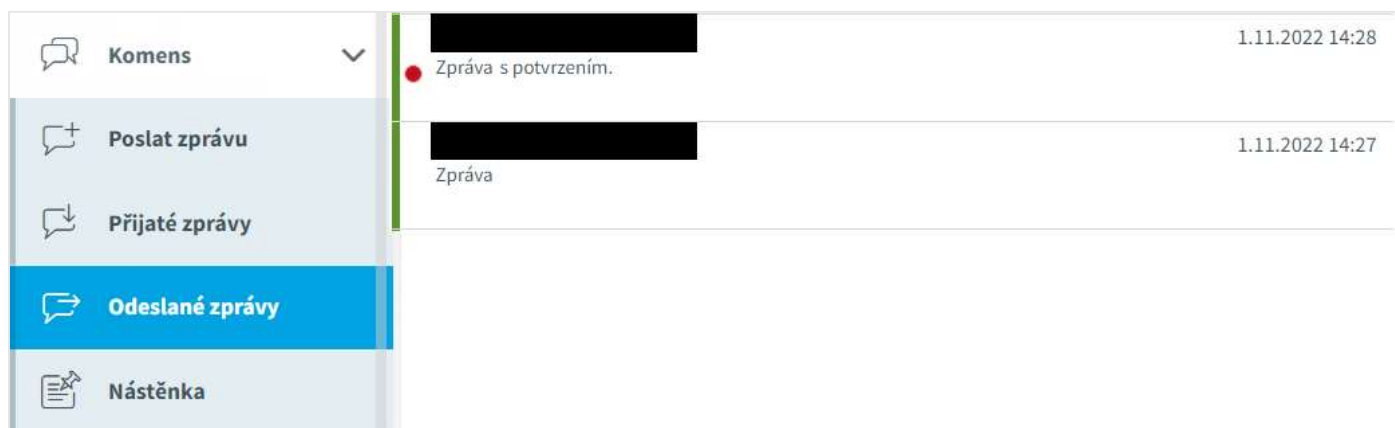 Komens
Poslat zprávu
Přijaté zprávy
Odeslané zprávy
Nástěnka
1.11.2022 14:28
Zpráva s potvrzením.
1.11.2022 14:27
Zpráva